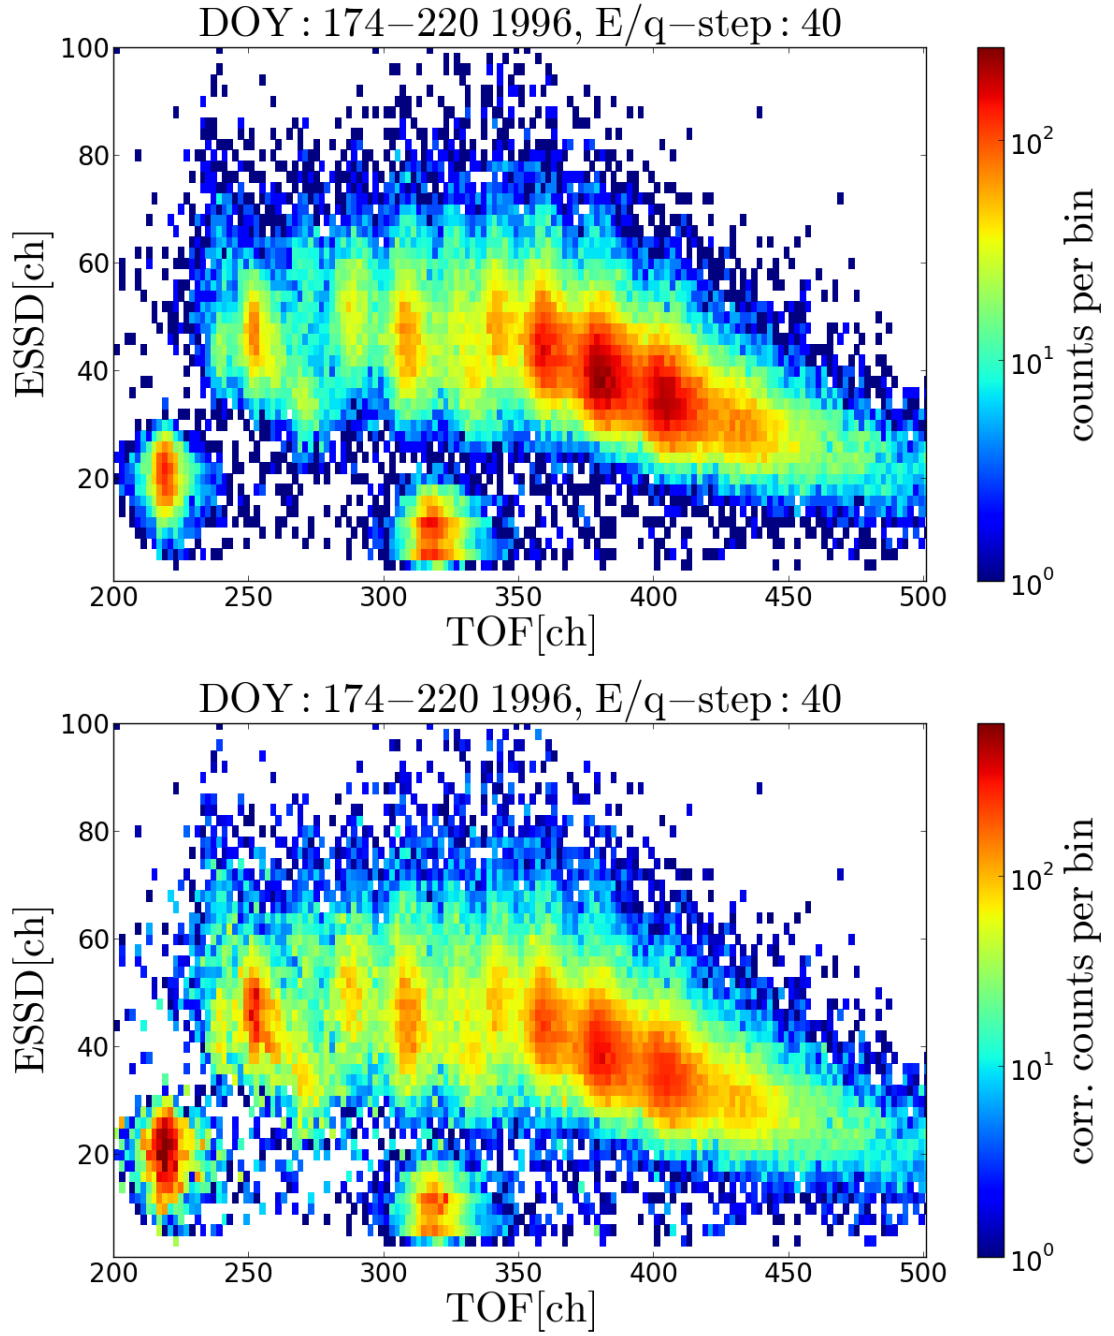 DOY: 174−220 1996, E/q−step: 40
100
80
60
40
20
ESSD[ch]
200 250 300 350 400 450 500
TOF[ch]
10²
10¹
10⁰
counts per bin
DOY: 174−220 1996, E/q−step: 40
100
80
60
40
20
ESSD[ch]
200 250 300 350 400 450 500
TOF[ch]
10²
10¹
10⁰
corr. counts per bin